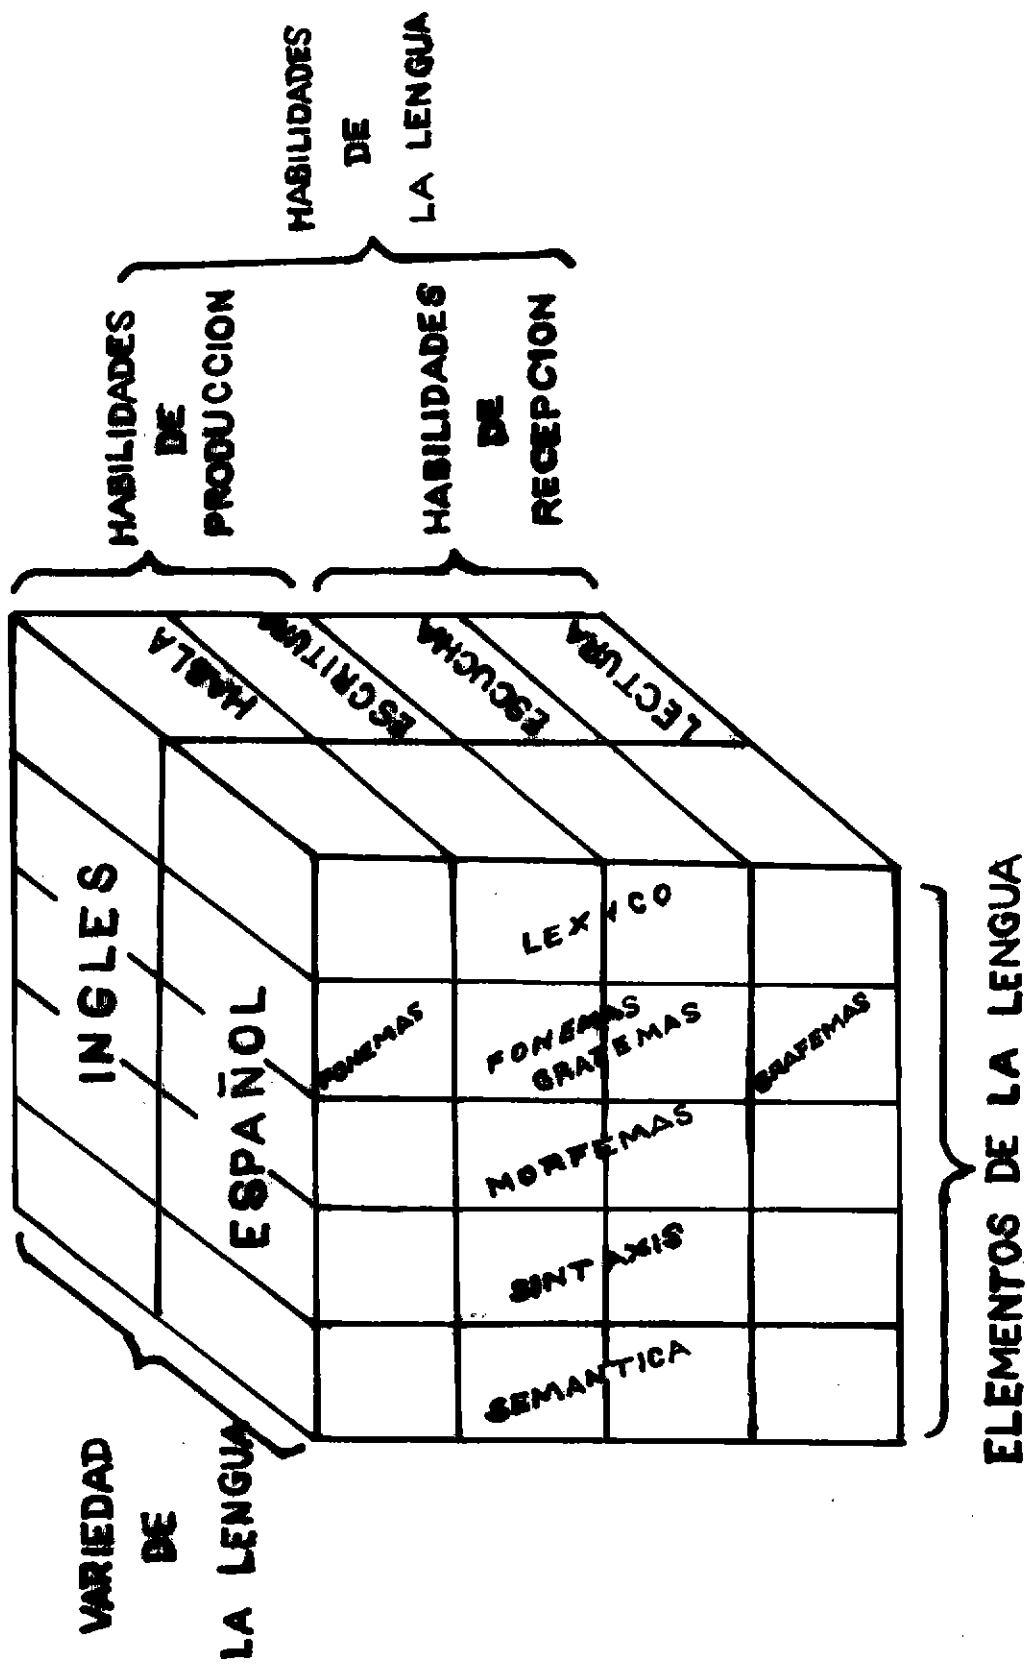 VARIEDAD
DE
LA LENGUA
INGLES
ESPAÑOL
HABLA
ESCRITURA
ESCUCHA
LECTURA
HABILIDADES
DE
PRODUCCION
HABILIDADES
DE
RECEPCION
HABILIDADES
DE
LA LENGUA
SEMANTICA
SINTAXIS
MORFEMAS
FONEMAS
FONEMAS
GRAFEMAS
GRAFEMAS
LEXICO
ELEMENTOS DE LA LENGUA